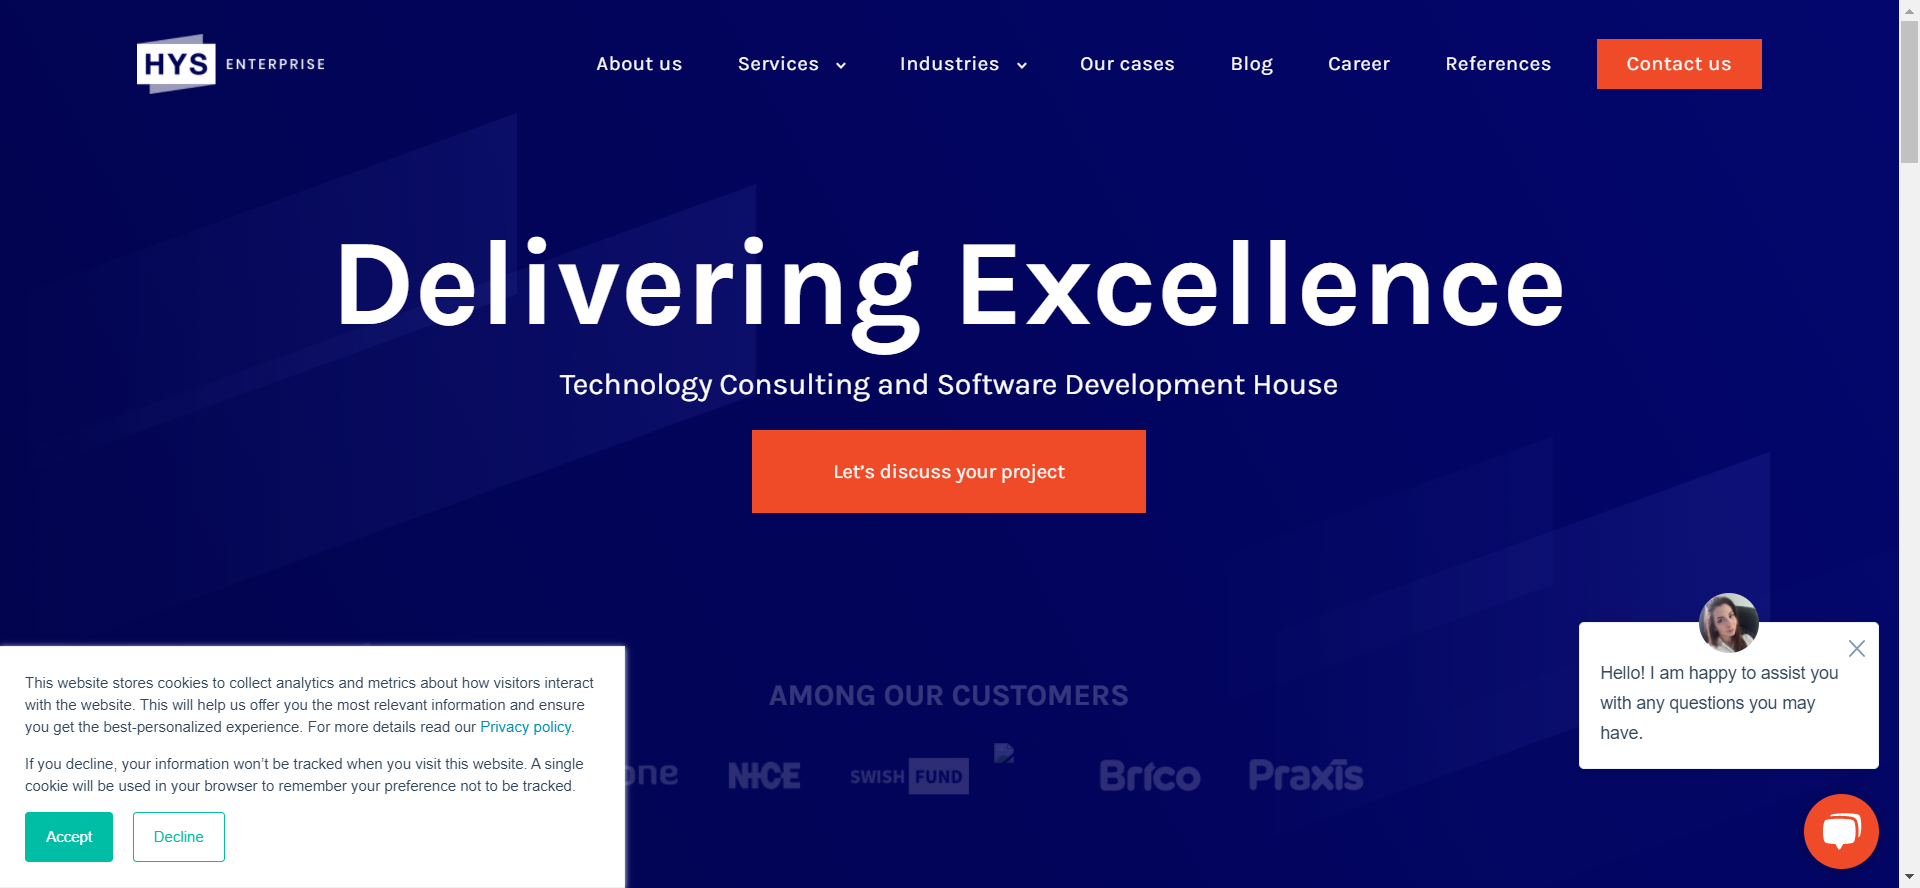 HYS ENTERPRISE
About us Services Industries Our cases Blog Career References Contact us
Delivering Excellence
Technology Consulting and Software Development House
Let’s discuss your project
AMONG OUR CUSTOMERS
NICE SWISH FUND Brico Praxis
This website stores cookies to collect analytics and metrics about how visitors interact
with the website. This will help us offer you the most relevant information and ensure
you get the best-personalized experience. For more details read our Privacy policy.
If you decline, your information won’t be tracked when you visit this website. A single
cookie will be used in your browser to remember your preference not to be tracked.
Accept Decline
Hello! I am happy to assist you
with any questions you may
have.